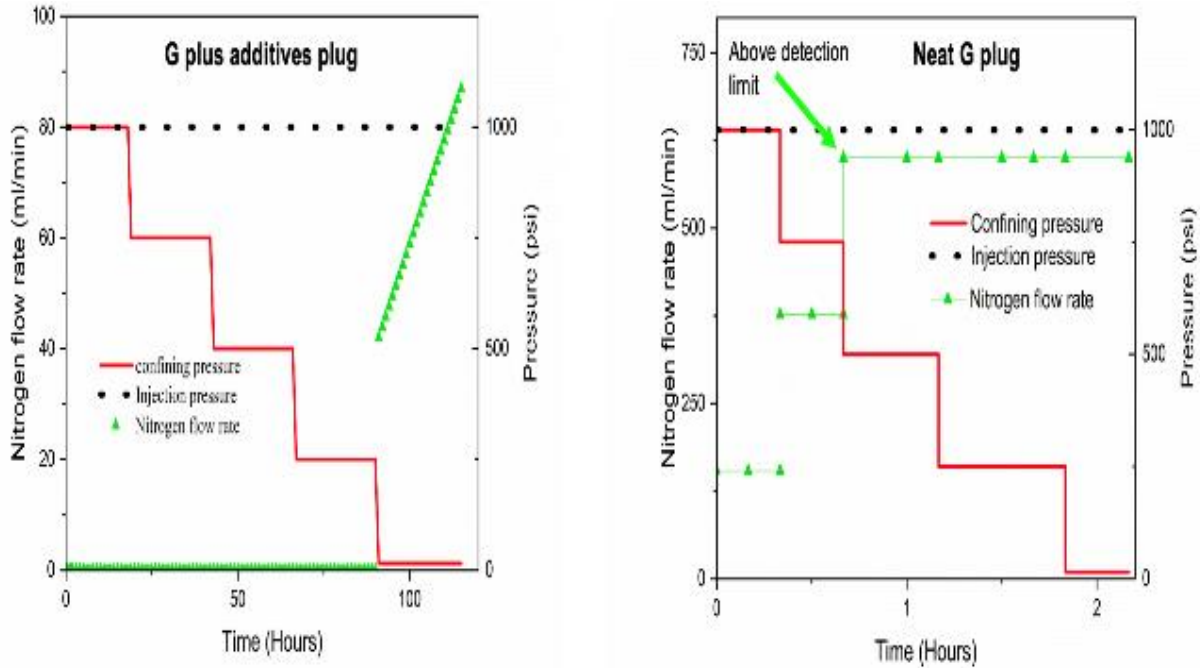 G plus additives plug
Nitrogen flow rate (ml/min)
100
80
60
40
20
0
confining pressure
Injection pressure
Nitrogen flow rate
1000
500
0
Pressure (psi)
0
50
100
Time (Hours)
Neat G plug
Above detection
limit
Nitrogen flow rate (ml/min)
750
500
250
0
Confining pressure
Injection pressure
Nitrogen flow rate
1000
500
0
Pressure (psi)
0
1
2
Time (Hours)